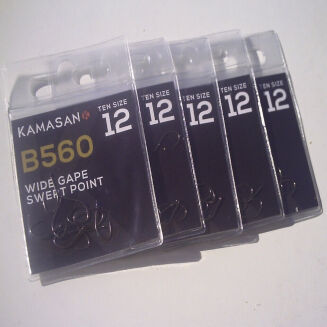 KAMASAN
B560
WIDE GAPE
SWEPT POINT
TEN SIZE
12
TEN SIZE
12
TEN SIZE
12
TEN SIZE
12
TEN SIZE
12